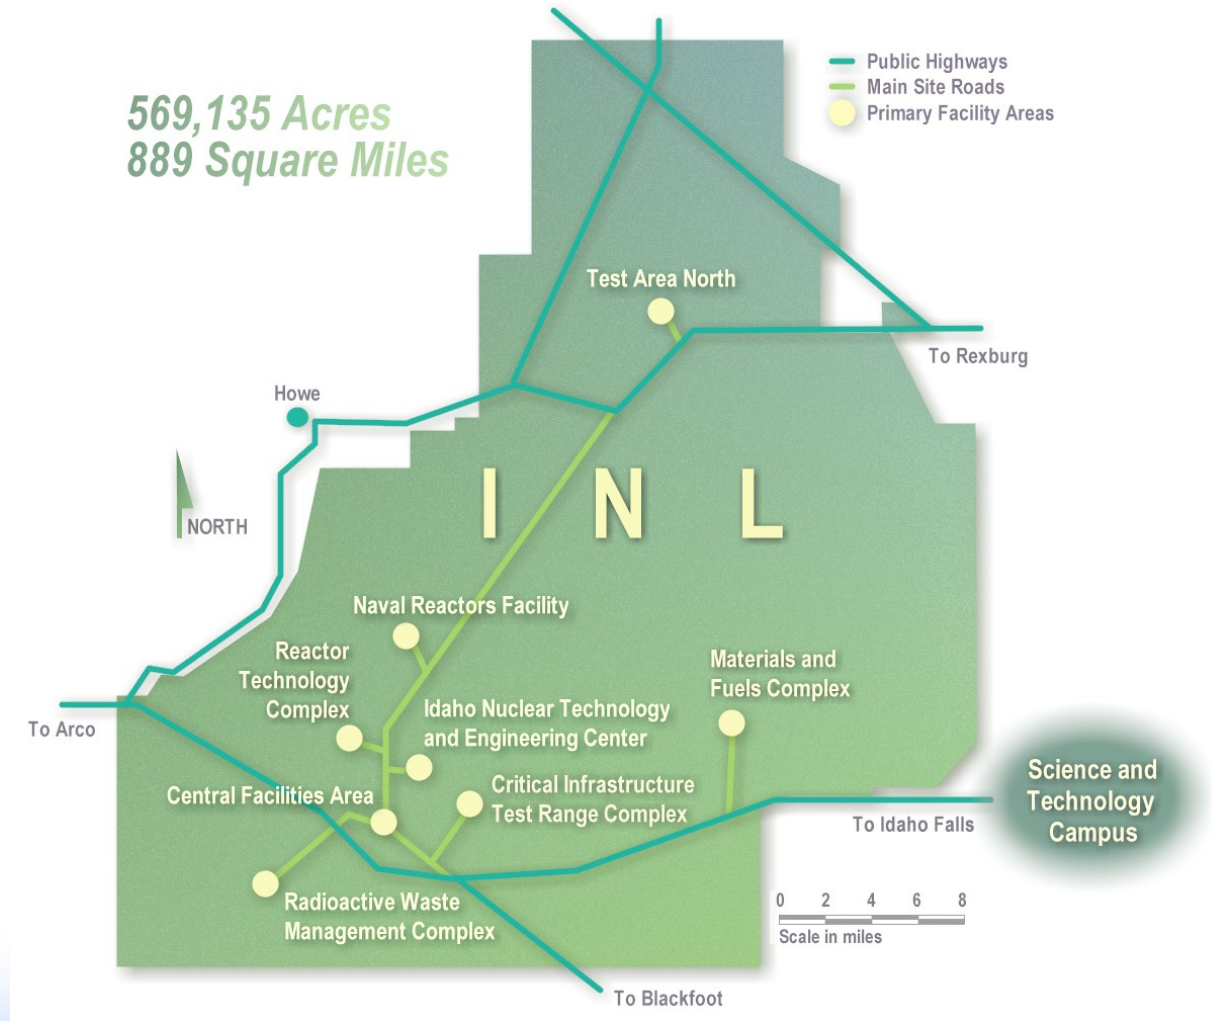 569,135 Acres
889 Square Miles
Public Highways
Main Site Roads
Primary Facility Areas
Test Area North
To Rexburg
Howe
NORTH
I N L
Naval Reactors Facility
Reactor
Technology
Complex
Materials and
Fuels Complex
Idaho Nuclear Technology
and Engineering Center
To Arco
Critical Infrastructure
Test Range Complex
Central Facilities Area
Science and
Technology
Campus
To Idaho Falls
Radioactive Waste
Management Complex
0 2 4 6 8
Scale in miles
To Blackfoot